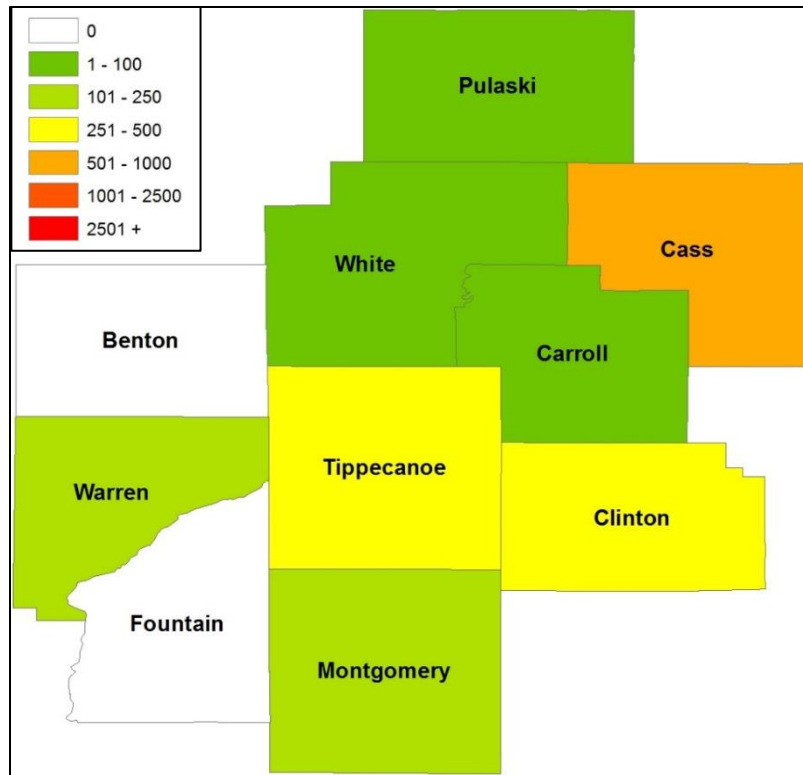 0
1 - 100
101 - 250
251 - 500
501 - 1000
1001 - 2500
2501 +
Pulaski
Cass
White
Benton
Carroll
Tippecanoe
Warren
Clinton
Fountain
Montgomery